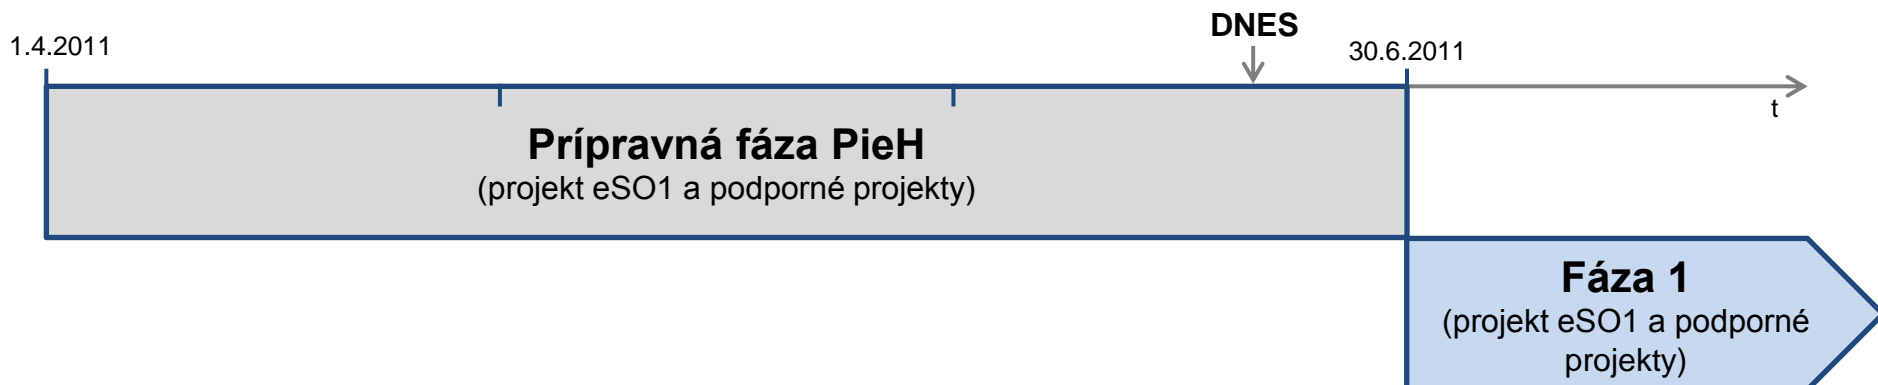 DNES
1.4.2011
30.6.2011
t
Prípravná fáza PieH
(projekt eSO1 a podporné projekty)
Fáza 1
(projekt eSO1 a podporné
projekty)